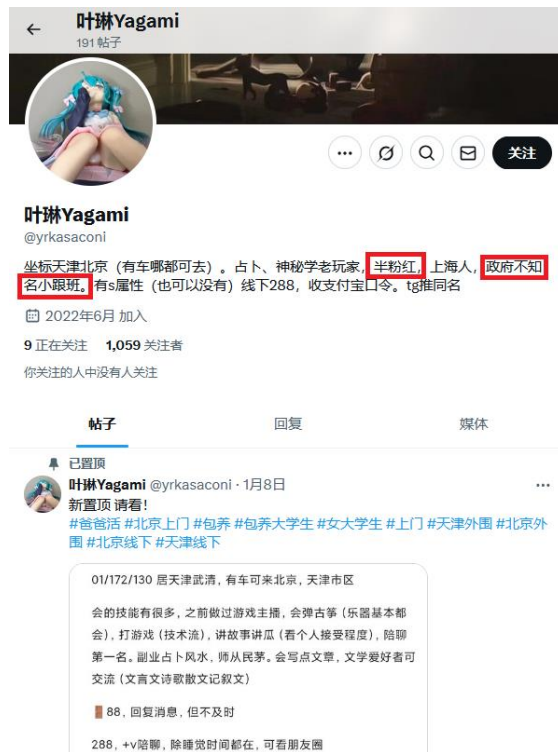 叶琳Yagami
191 帖子
关注
叶琳Yagami
@yrkasaconi
坐标天津北京（有车哪都可去）。占卜、神秘学老玩家，半粉红，上海人，政府不知
名小跟班。有s属性（也可以没有）线下288，收支付宝口令。tg推同名
2022年6月 加入
9 正在关注 1,059 关注者
你关注的人中没有人关注
帖子 回复 媒体
已置顶
叶琳Yagami @yrkasaconi · 1月8日
新置顶 请看！
#爸爸活 #北京上门 #包养 #包养大学生 #女大学生 #上门 #天津外围 #北京外
围 #北京线下 #天津线下
01/172/130 居天津武清，有车可来北京，天津市区
会的技能有很多，之前做过游戏主播，会弹古筝（乐器基本都
会），打游戏（技术流），讲故事讲瓜（看个人接受程度），陪聊
第一名。副业占卜风水，师从民茅。会写点文章，文学爱好者可
交流（文言文诗歌散文记叙文）
🚪88，回复消息，但不及时
288，+v陪聊，除睡觉时间都在，可看朋友圈